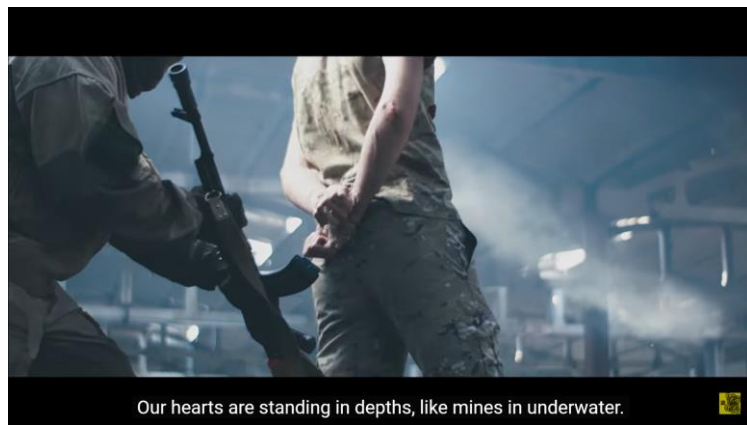 Our hearts are standing in depths, like mines in underwater.